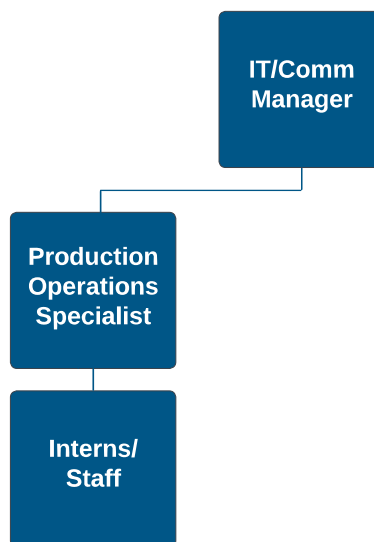 IT/Comm
Manager
Production
Operations
Specialist
Interns/
Staff